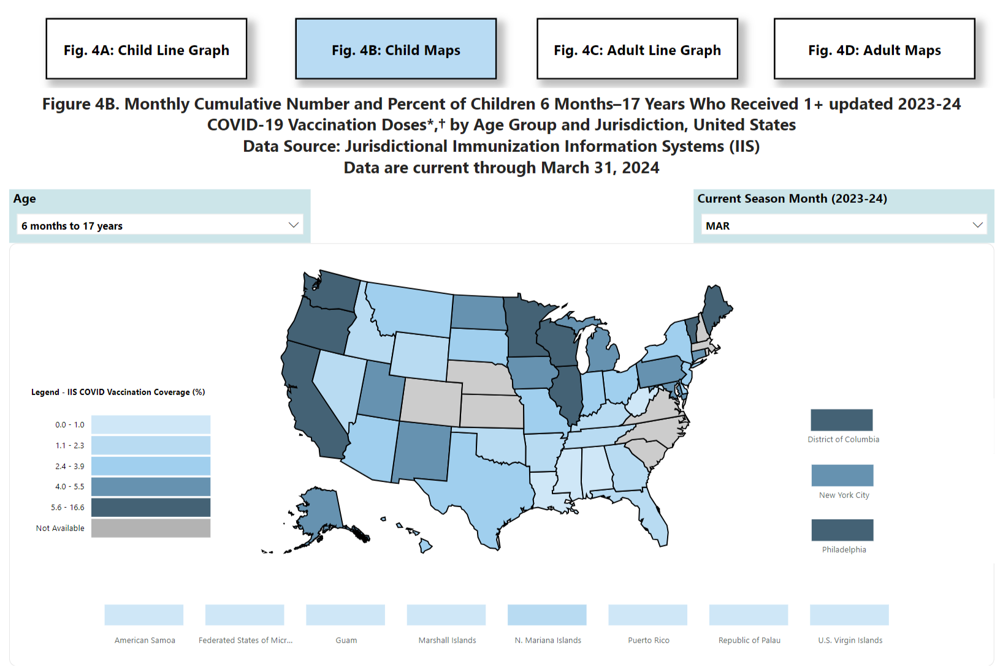 Fig. 4A: Child Line Graph
Fig. 4B: Child Maps
Fig. 4C: Adult Line Graph
Fig. 4D: Adult Maps
Figure 4B. Monthly Cumulative Number and Percent of Children 6 Months–17 Years Who Received 1+ updated 2023-24
COVID-19 Vaccination Doses*,† by Age Group and Jurisdiction, United States
Data Source: Jurisdictional Immunization Information Systems (IIS)
Data are current through March 31, 2024
Age
6 months to 17 years
Current Season Month (2023-24)
MAR
Legend - IIS COVID Vaccination Coverage (%)
0.0 - 1.0
1.1 - 2.3
2.4 - 3.9
4.0 - 5.5
5.6 - 16.6
Not Available
District of Columbia
New York City
Philadelphia
American Samoa
Federated States of Micr...
Guam
Marshall Islands
N. Mariana Islands
Puerto Rico
Republic of Palau
U.S. Virgin Islands